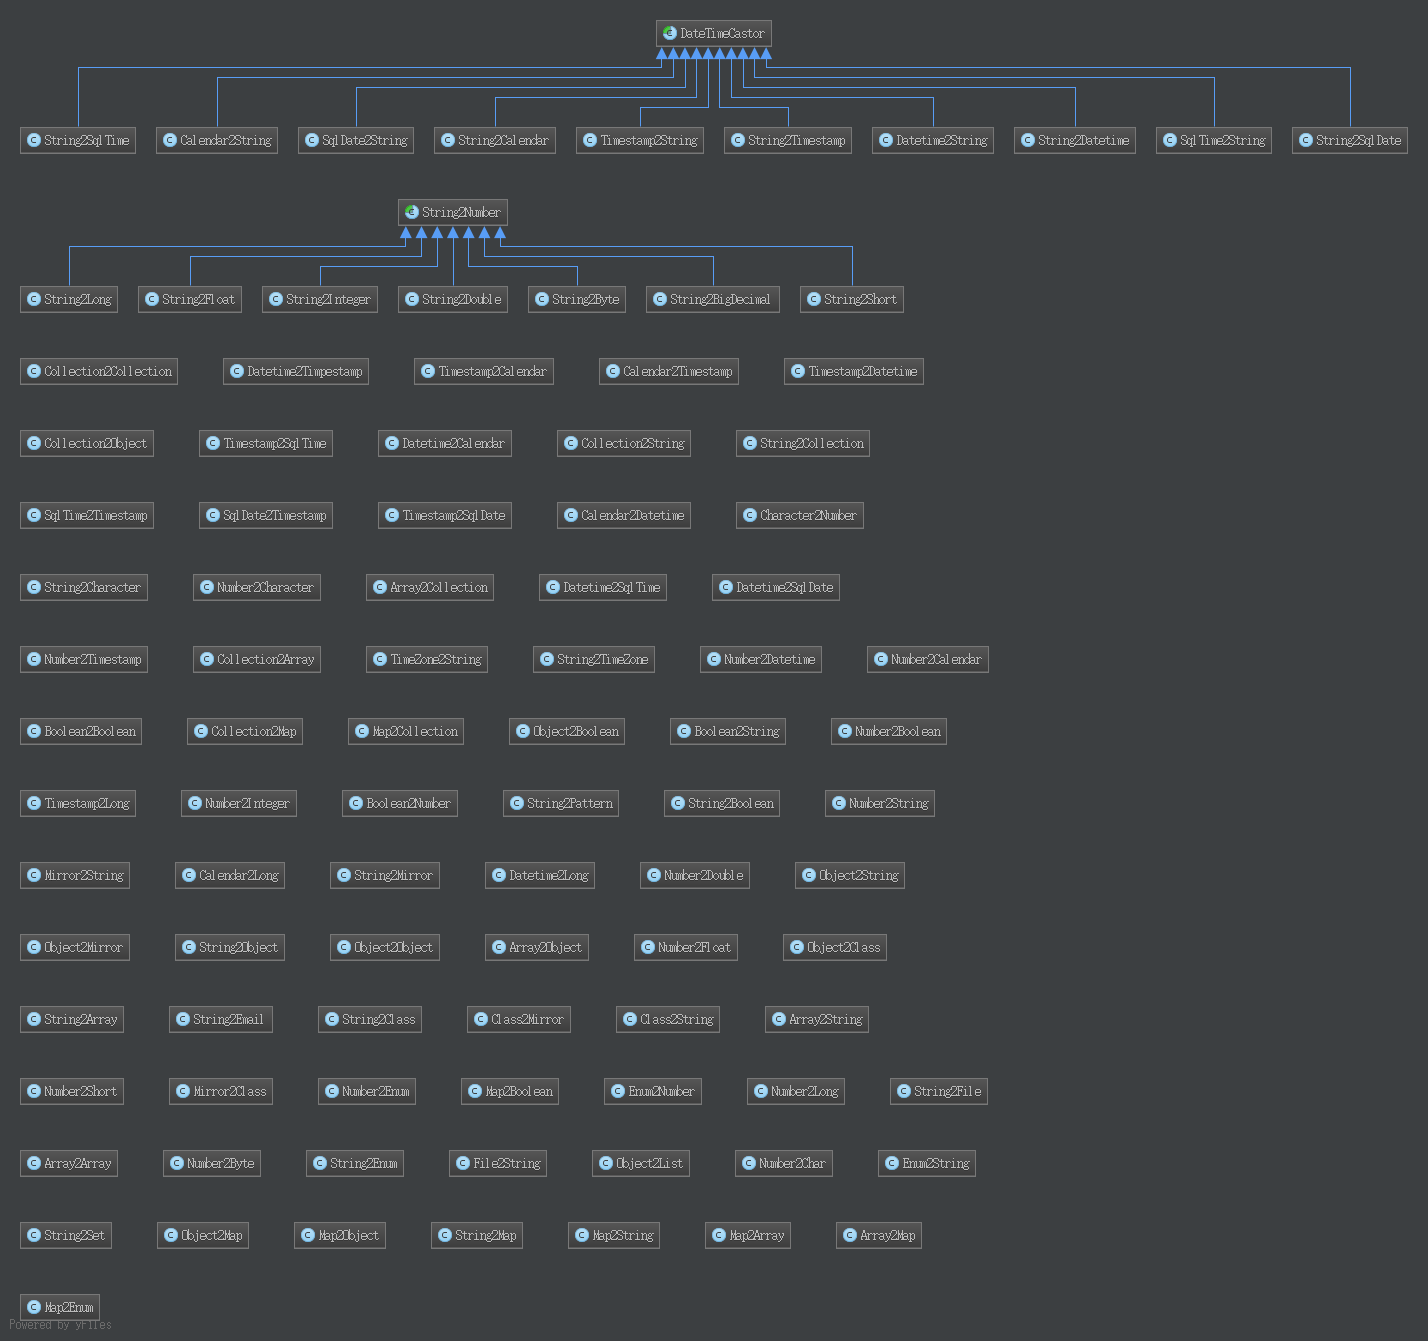 DateTimeCastor
String2SqlTime Calendar2String SqlDate2String String2Calendar Timestamp2String String2Timestamp Datetime2String String2Datetime SqlTime2String String2SqlDate
String2Number
String2Long String2Float String2Integer String2Double String2Byte String2BigDecimal String2Short
Collection2Collection Datetime2Timpestamp Timestamp2Calendar Calendar2Timestamp Timestamp2Datetime
Collection2Object Timestamp2SqlTime Datetime2Calendar Collection2String String2Collection
SqlTime2Timestamp SqlDate2Timestamp Timestamp2SqlDate Calendar2Datetime Character2Number
String2Character Number2Character Array2Collection Datetime2SqlTime Datetime2SqlDate
Number2Timestamp Collection2Array TimeZone2String String2TimeZone Number2Datetime Number2Calendar
Boolean2Boolean Collection2Map Map2Collection Object2Boolean Boolean2String Number2Boolean
Timestamp2Long Number2Integer Boolean2Number String2Pattern String2Boolean Number2String
Mirror2String Calendar2Long String2Mirror Datetime2Long Number2Double Object2String
Object2Mirror String2Object Object2Object Array2Object Number2Float Object2Class
String2Array String2Email String2Class Class2Mirror Class2String Array2String
Number2Short Mirror2Class Number2Enum Map2Boolean Enum2Number Number2Long String2File
Array2Array Number2Byte String2Enum File2String Object2List Number2Char Enum2String
String2Set Object2Map Map2Object String2Map Map2String Map2Array Array2Map
Map2Enum
Powered by yFiles